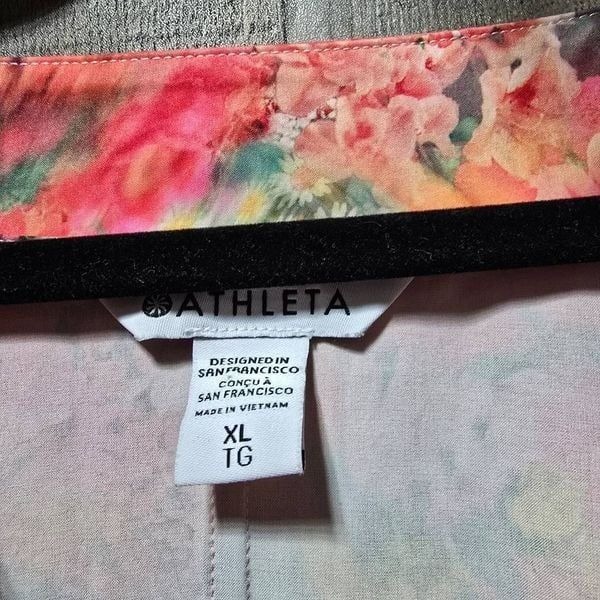 ATHLETA
DESIGNED IN
SAN FRANCISCO
CONÇU À
SAN FRANCISCO
MADE IN VIETNAM
XL
TG